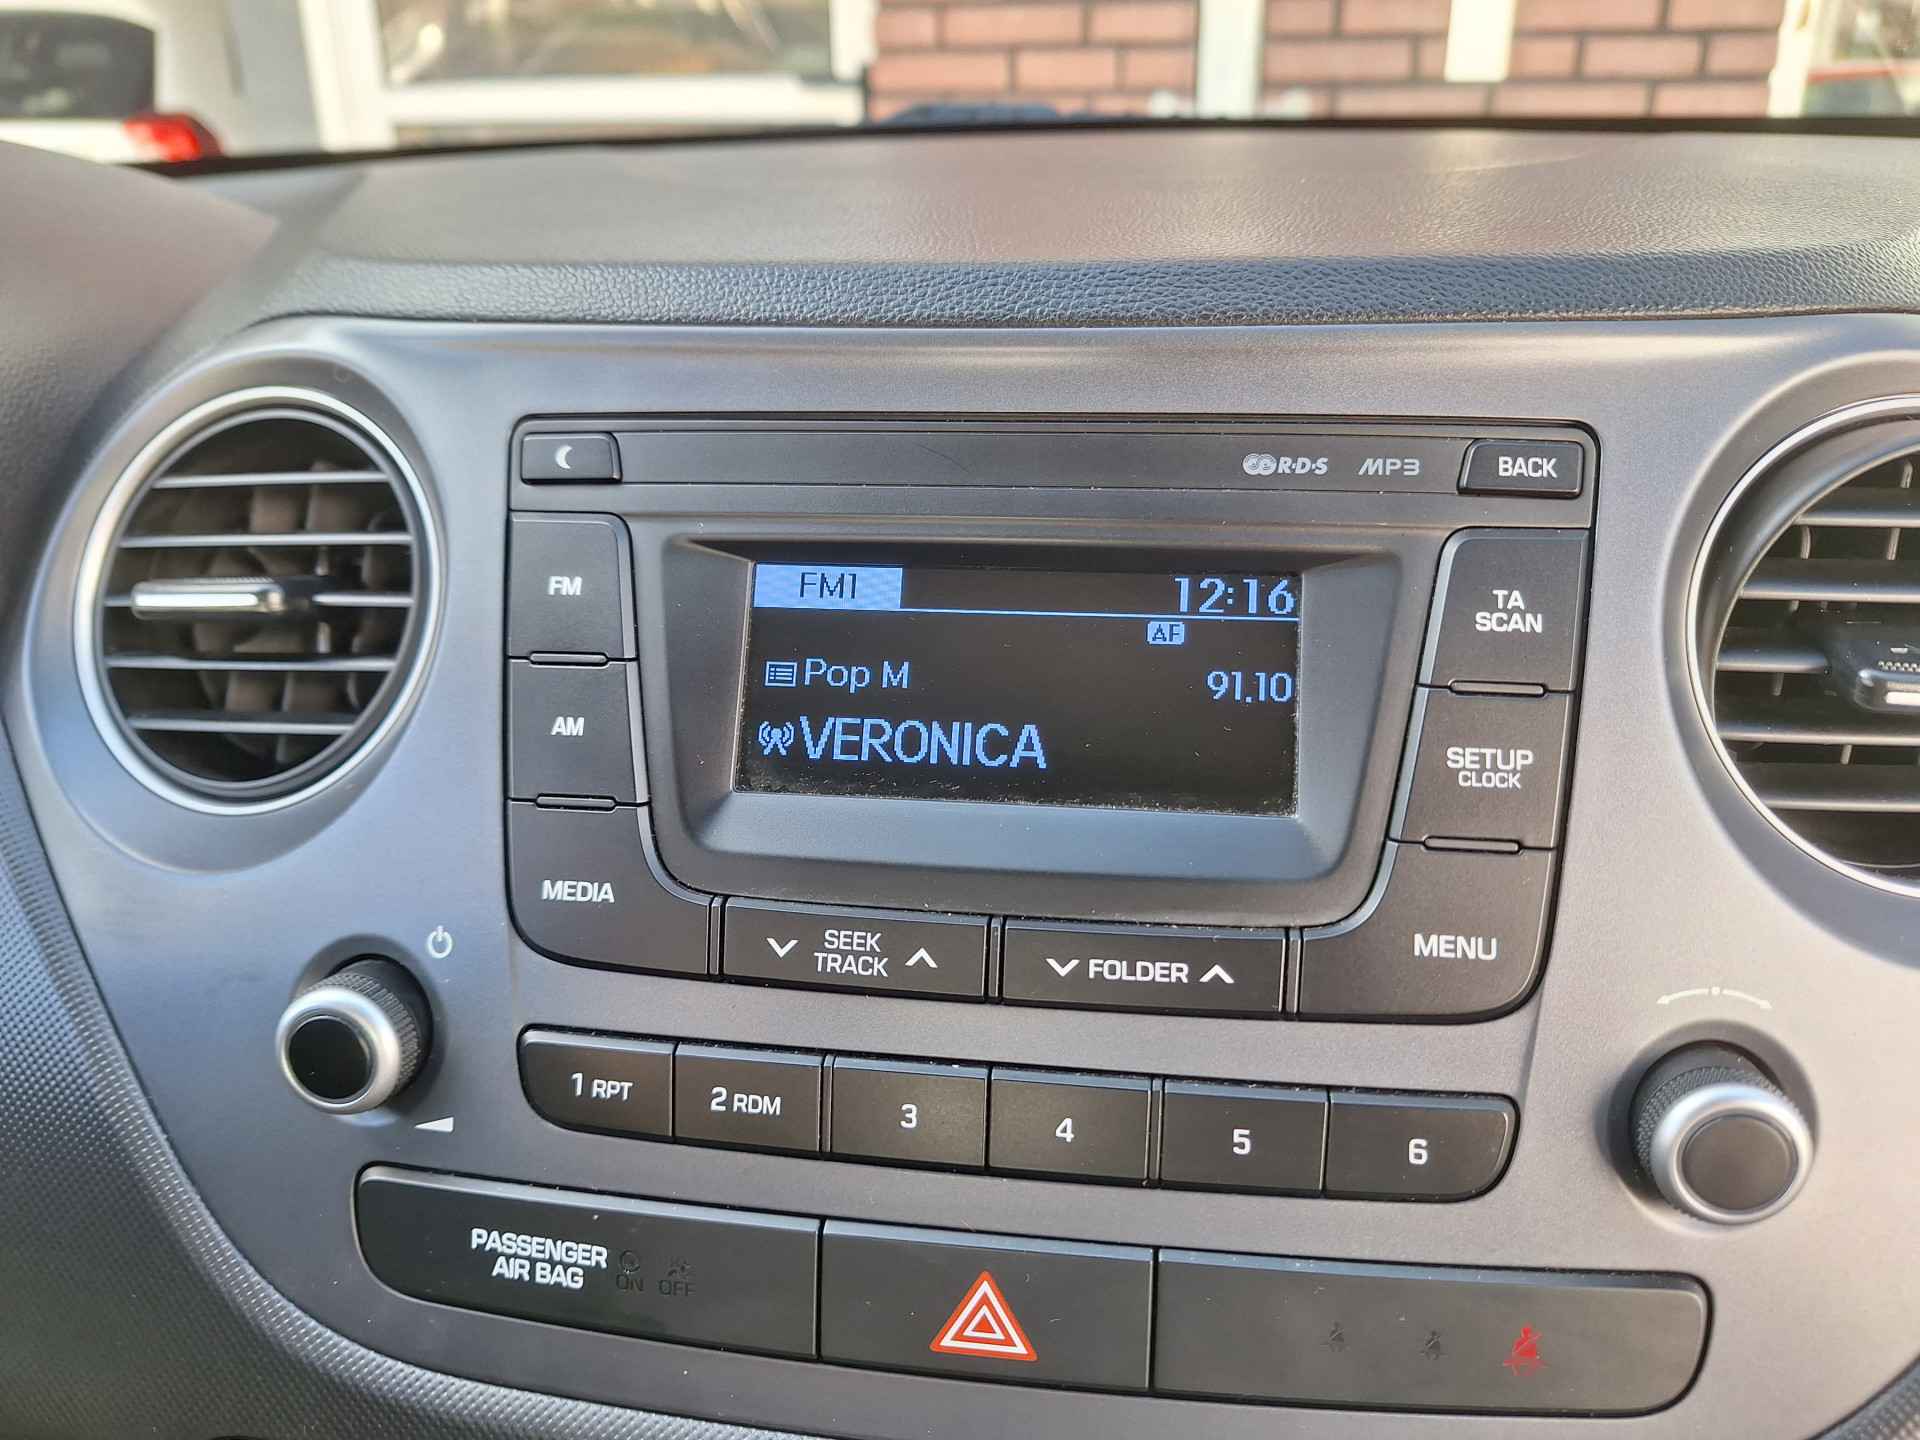 R·D·S MP3 BACK
FM
AM
MEDIA
FM1 12:16
AF
Pop M 91.10
VERONICA
TA
SCAN
SETUP
CLOCK
MENU
SEEK
TRACK
FOLDER
1 RPT 2 RDM 3 4 5 6
PASSENGER
AIR BAG ON OFF